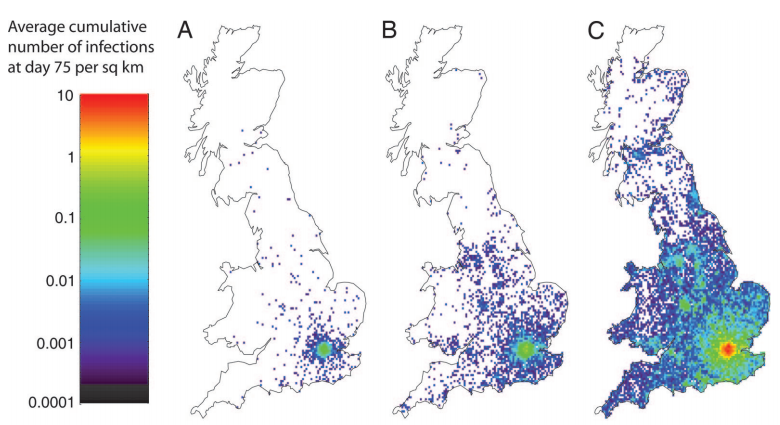 Average cumulative
number of infections
at day 75 per sq km
A
B
C
10
1
0.1
0.01
0.001
0.0001